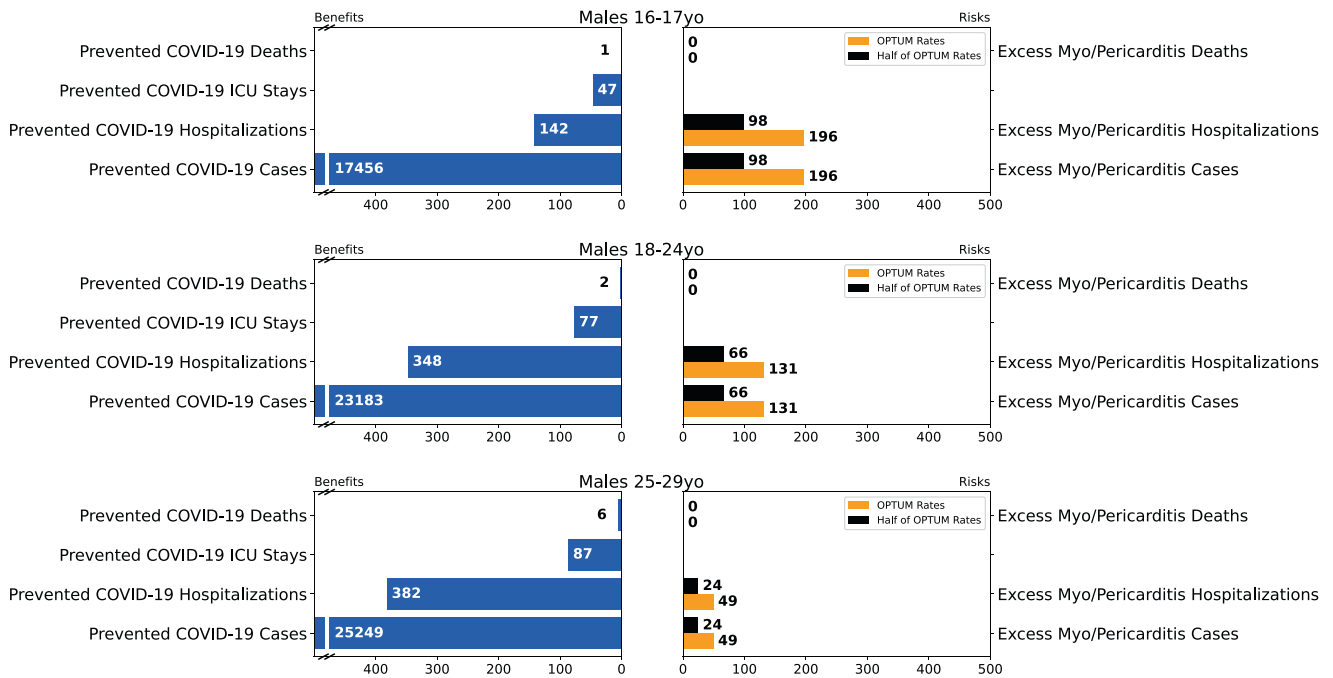 Males 16-17yo
Benefits
Risks
Prevented COVID-19 Deaths
1
0
0
OPTUM Rates
Half of OPTUM Rates
Excess Myo/Pericarditis Deaths
Prevented COVID-19 ICU Stays
47
Prevented COVID-19 Hospitalizations
142
98
196
Excess Myo/Pericarditis Hospitalizations
Prevented COVID-19 Cases
17456
98
196
Excess Myo/Pericarditis Cases
400 300 200 100 0
0 100 200 300 400 500
Males 18-24yo
Benefits
Risks
Prevented COVID-19 Deaths
2
0
0
OPTUM Rates
Half of OPTUM Rates
Excess Myo/Pericarditis Deaths
Prevented COVID-19 ICU Stays
77
Prevented COVID-19 Hospitalizations
348
66
131
Excess Myo/Pericarditis Hospitalizations
Prevented COVID-19 Cases
23183
66
131
Excess Myo/Pericarditis Cases
400 300 200 100 0
0 100 200 300 400 500
Males 25-29yo
Benefits
Risks
Prevented COVID-19 Deaths
6
0
0
OPTUM Rates
Half of OPTUM Rates
Excess Myo/Pericarditis Deaths
Prevented COVID-19 ICU Stays
87
Prevented COVID-19 Hospitalizations
382
24
49
Excess Myo/Pericarditis Hospitalizations
Prevented COVID-19 Cases
25249
24
49
Excess Myo/Pericarditis Cases
400 300 200 100 0
0 100 200 300 400 500